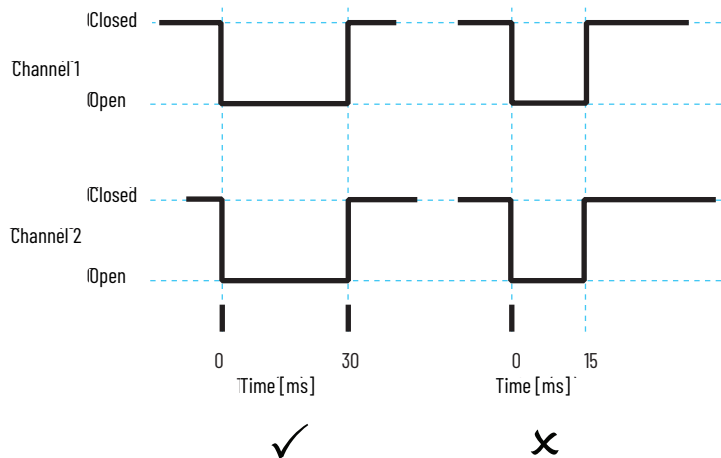 Closed
Channel 1
Open
Closed
Channel 2
Open
0 30 0 15
Time [ms] Time [ms]
✓ x